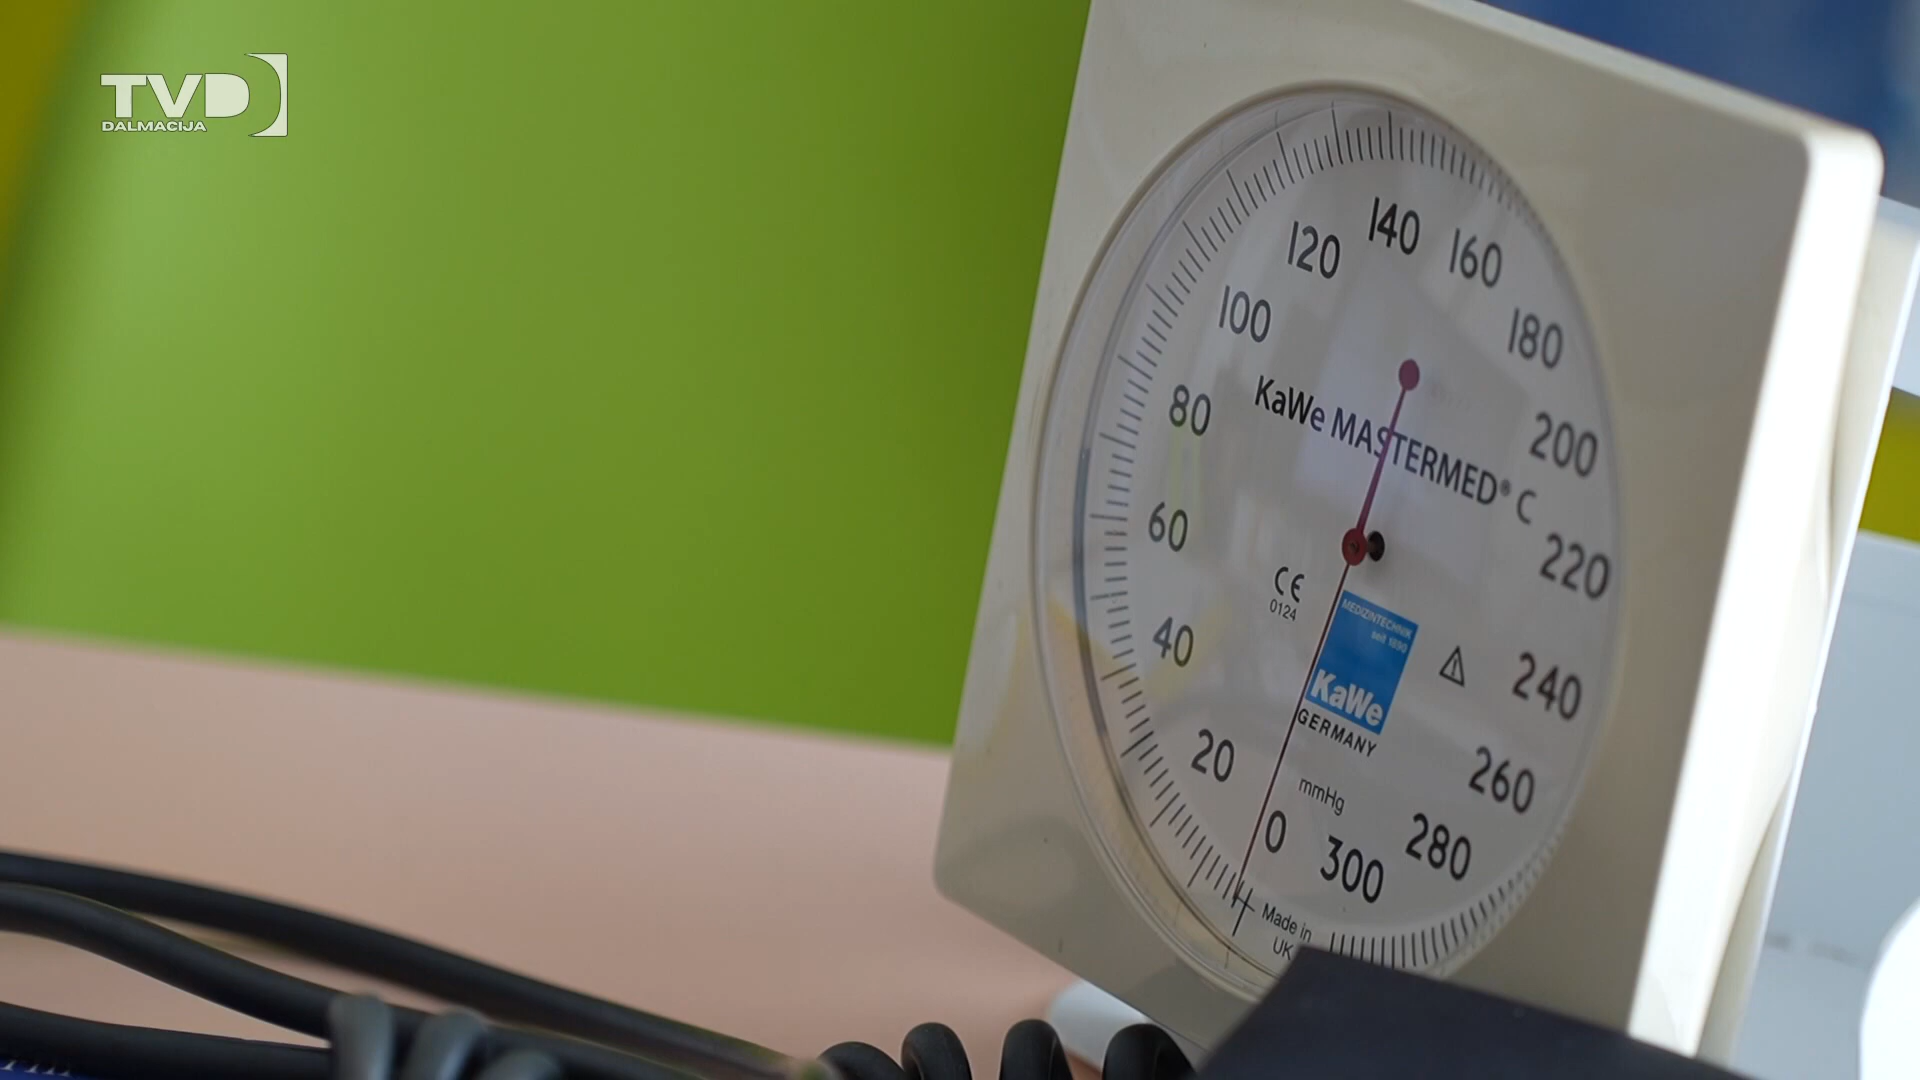 TVD
DALMACIJA
140
120
160
100
180
80
200
KaWe MASTERMED® C
60
220
CE
0124
MEDIZINTECHNIK
seit 1890
40
240
KaWe
GERMANY
20
260
mmHg
0
280
300
Made in
UK